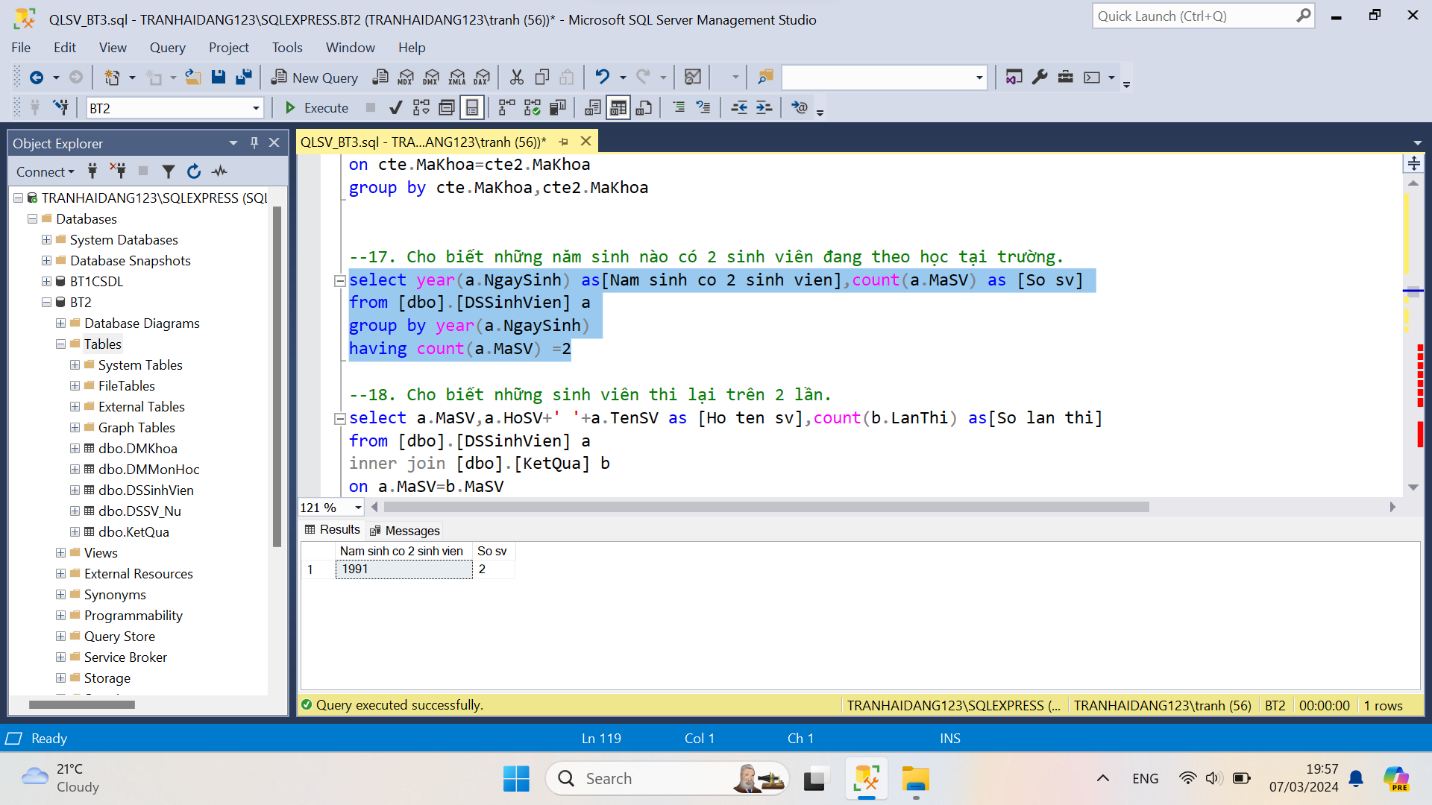 QLSV_BT3.sql - TRANHAIDANG123\SQLEXPRESS.BT2 (TRANHAIDANG123\tranh (56))* - Microsoft SQL Server Management Studio
Quick Launch (Ctrl+Q)
File Edit View Query Project Tools Window Help
New Query MDX DMX XMLA DAX
BT2 Execute
Object Explorer
Connect
TRANHAIDANG123\SQLEXPRESS (SQL
Databases
System Databases
Database Snapshots
BT1CSDL
BT2
Database Diagrams
Tables
System Tables
FileTables
External Tables
Graph Tables
dbo.DMKhoa
dbo.DMMonHoc
dbo.DSSinhVien
dbo.DSSV_Nu
dbo.KetQua
Views
External Resources
Synonyms
Programmability
Query Store
Service Broker
Storage
QLSV_BT3.sql - TRA...ANG123\tranh (56))*
on cte.MaKhoa=cte2.MaKhoa
group by cte.MaKhoa,cte2.MaKhoa
--17. Cho biết những năm sinh nào có 2 sinh viên đang theo học tại trường.
select year(a.NgaySinh) as[Nam sinh co 2 sinh vien],count(a.MaSV) as [So sv]
from [dbo].[DSSinhVien] a
group by year(a.NgaySinh)
having count(a.MaSV) =2
--18. Cho biết những sinh viên thi lại trên 2 lần.
select a.MaSV,a.HoSV+' '+a.TenSV as [Ho ten sv],count(b.LanThi) as[So lan thi]
from [dbo].[DSSinhVien] a
inner join [dbo].[KetQua] b
on a.MaSV=b.MaSV
121 %
Results Messages
Nam sinh co 2 sinh vien So sv
1 1991 2
Query executed successfully.
TRANHAIDANG123\SQLEXPRESS (... TRANHAIDANG123\tranh (56) BT2 00:00:00 1 rows
Ready Ln 119 Col 1 Ch 1 INS
21°C
Cloudy
Search
ENG
19:57
07/03/2024
PRE